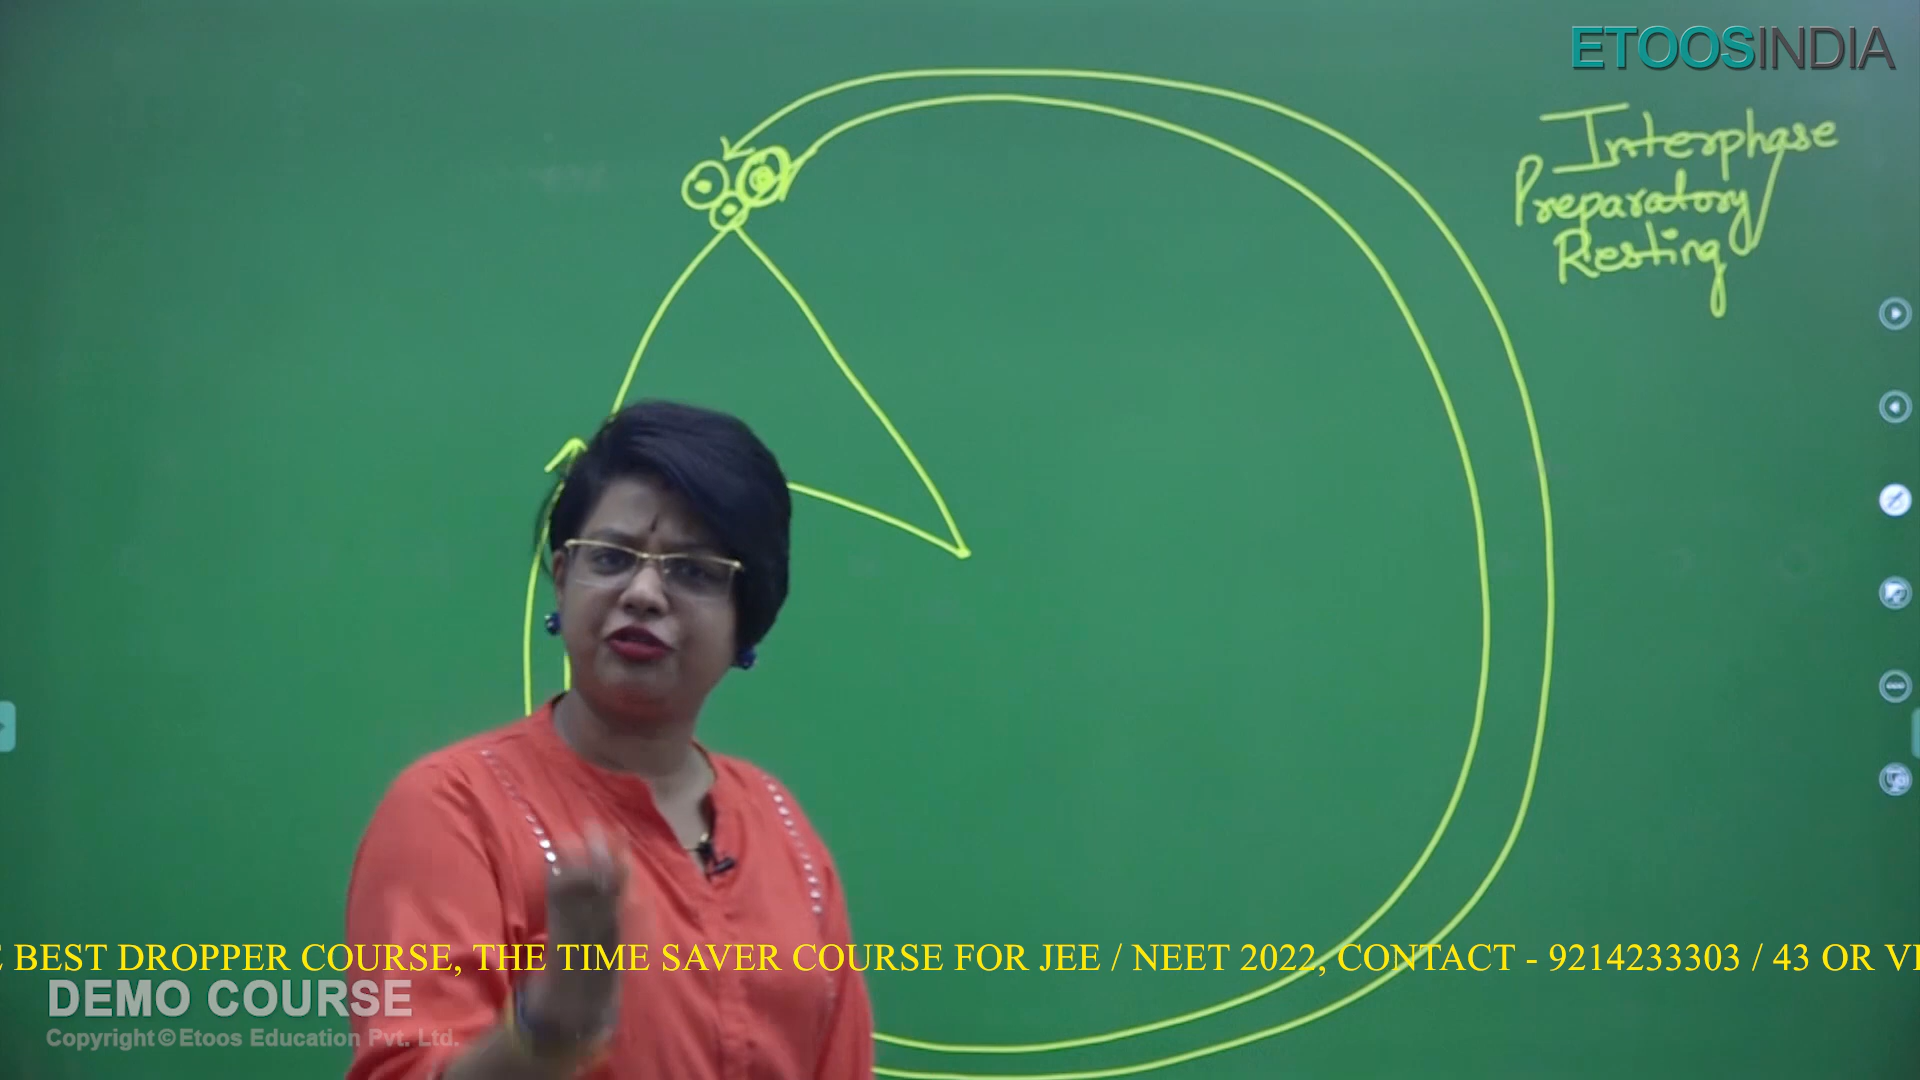 ETOOSINDIA
Interphase
Preparatory
Resting
BEST DROPPER COURSE, THE TIME SAVER COURSE FOR JEE / NEET 2022, CONTACT - 9214233303 / 43 OR
DEMO COURSE
Copyright © Etoos Education Pvt. Ltd.